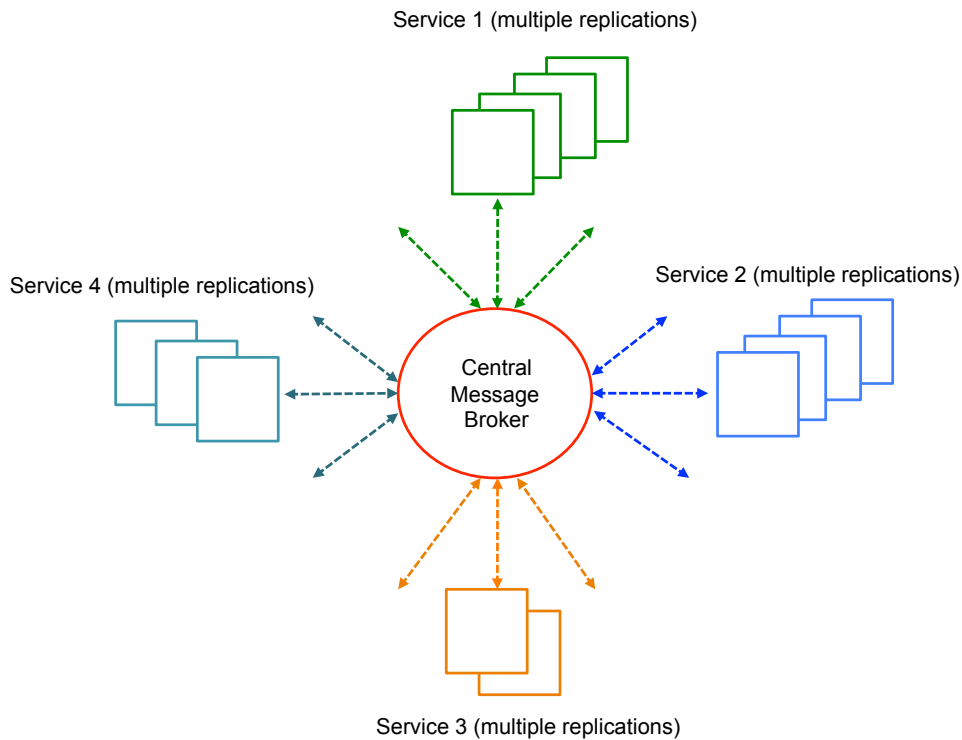 Service 1 (multiple replications)
Service 2 (multiple replications)
Service 4 (multiple replications)
Central
Message
Broker
Service 3 (multiple replications)